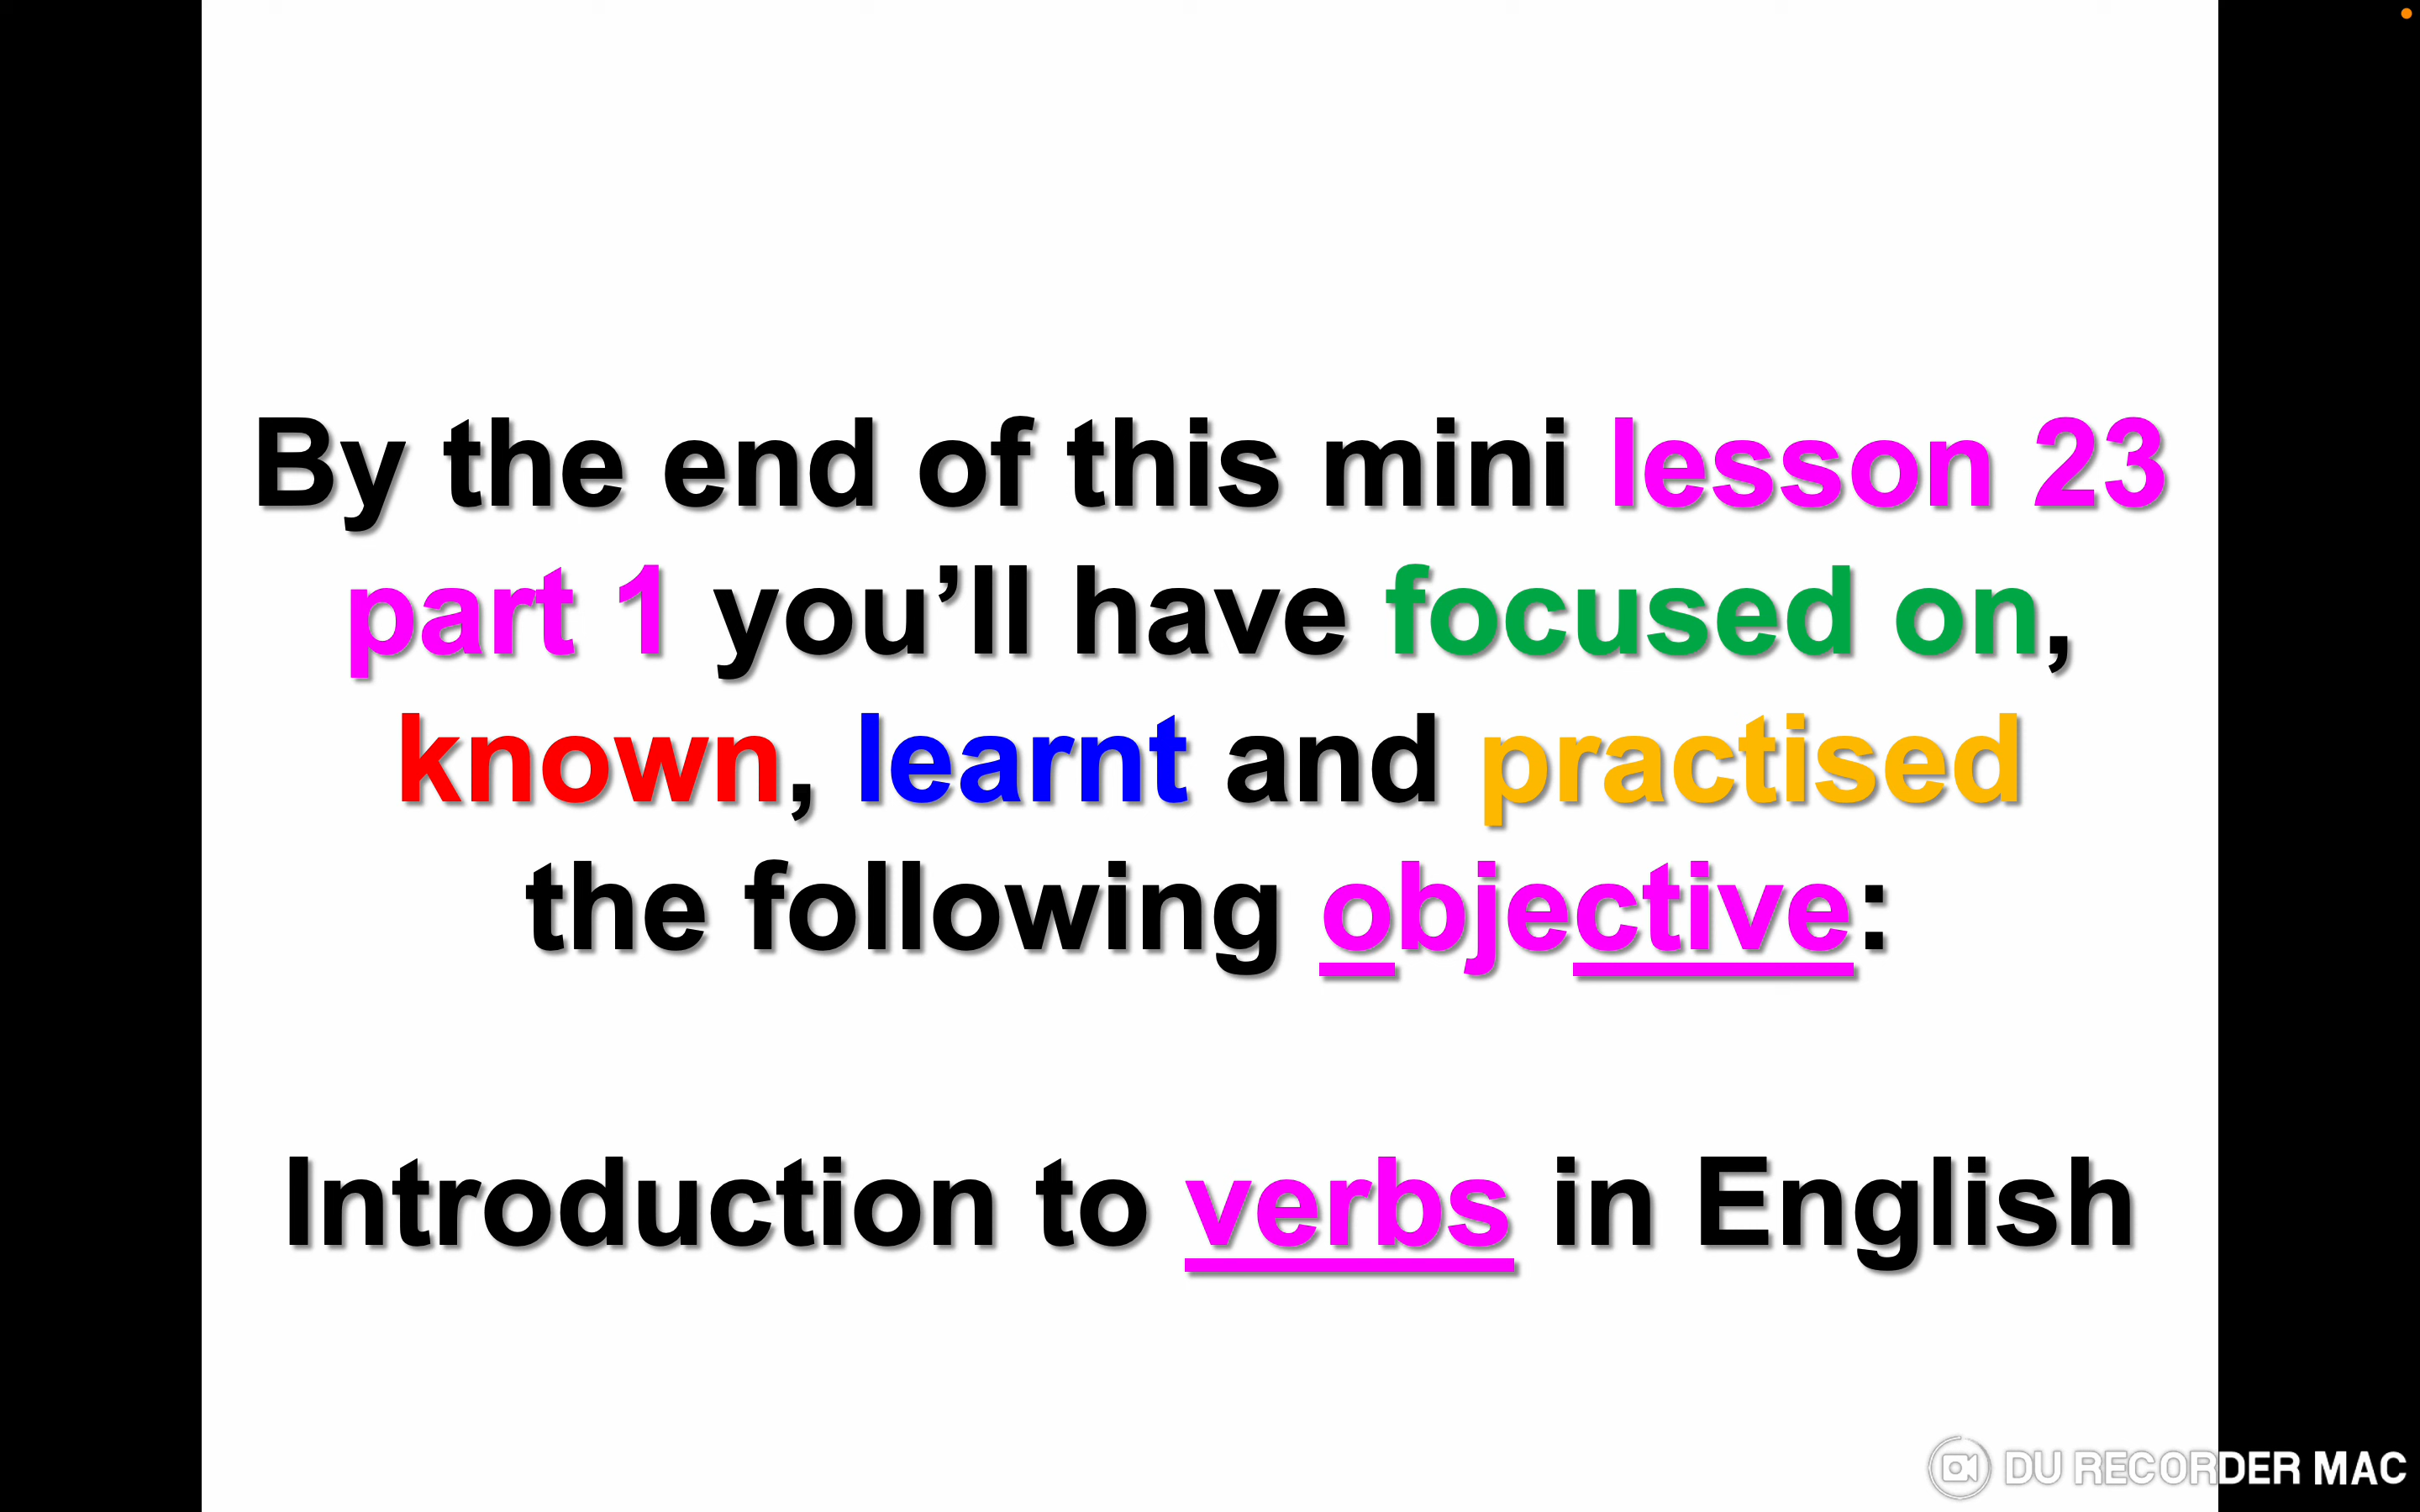 By the end of this mini lesson 23
part 1 you’ll have focused on,
known, learnt and practised
the following objective:
Introduction to verbs in English
DU RECORDER MAC